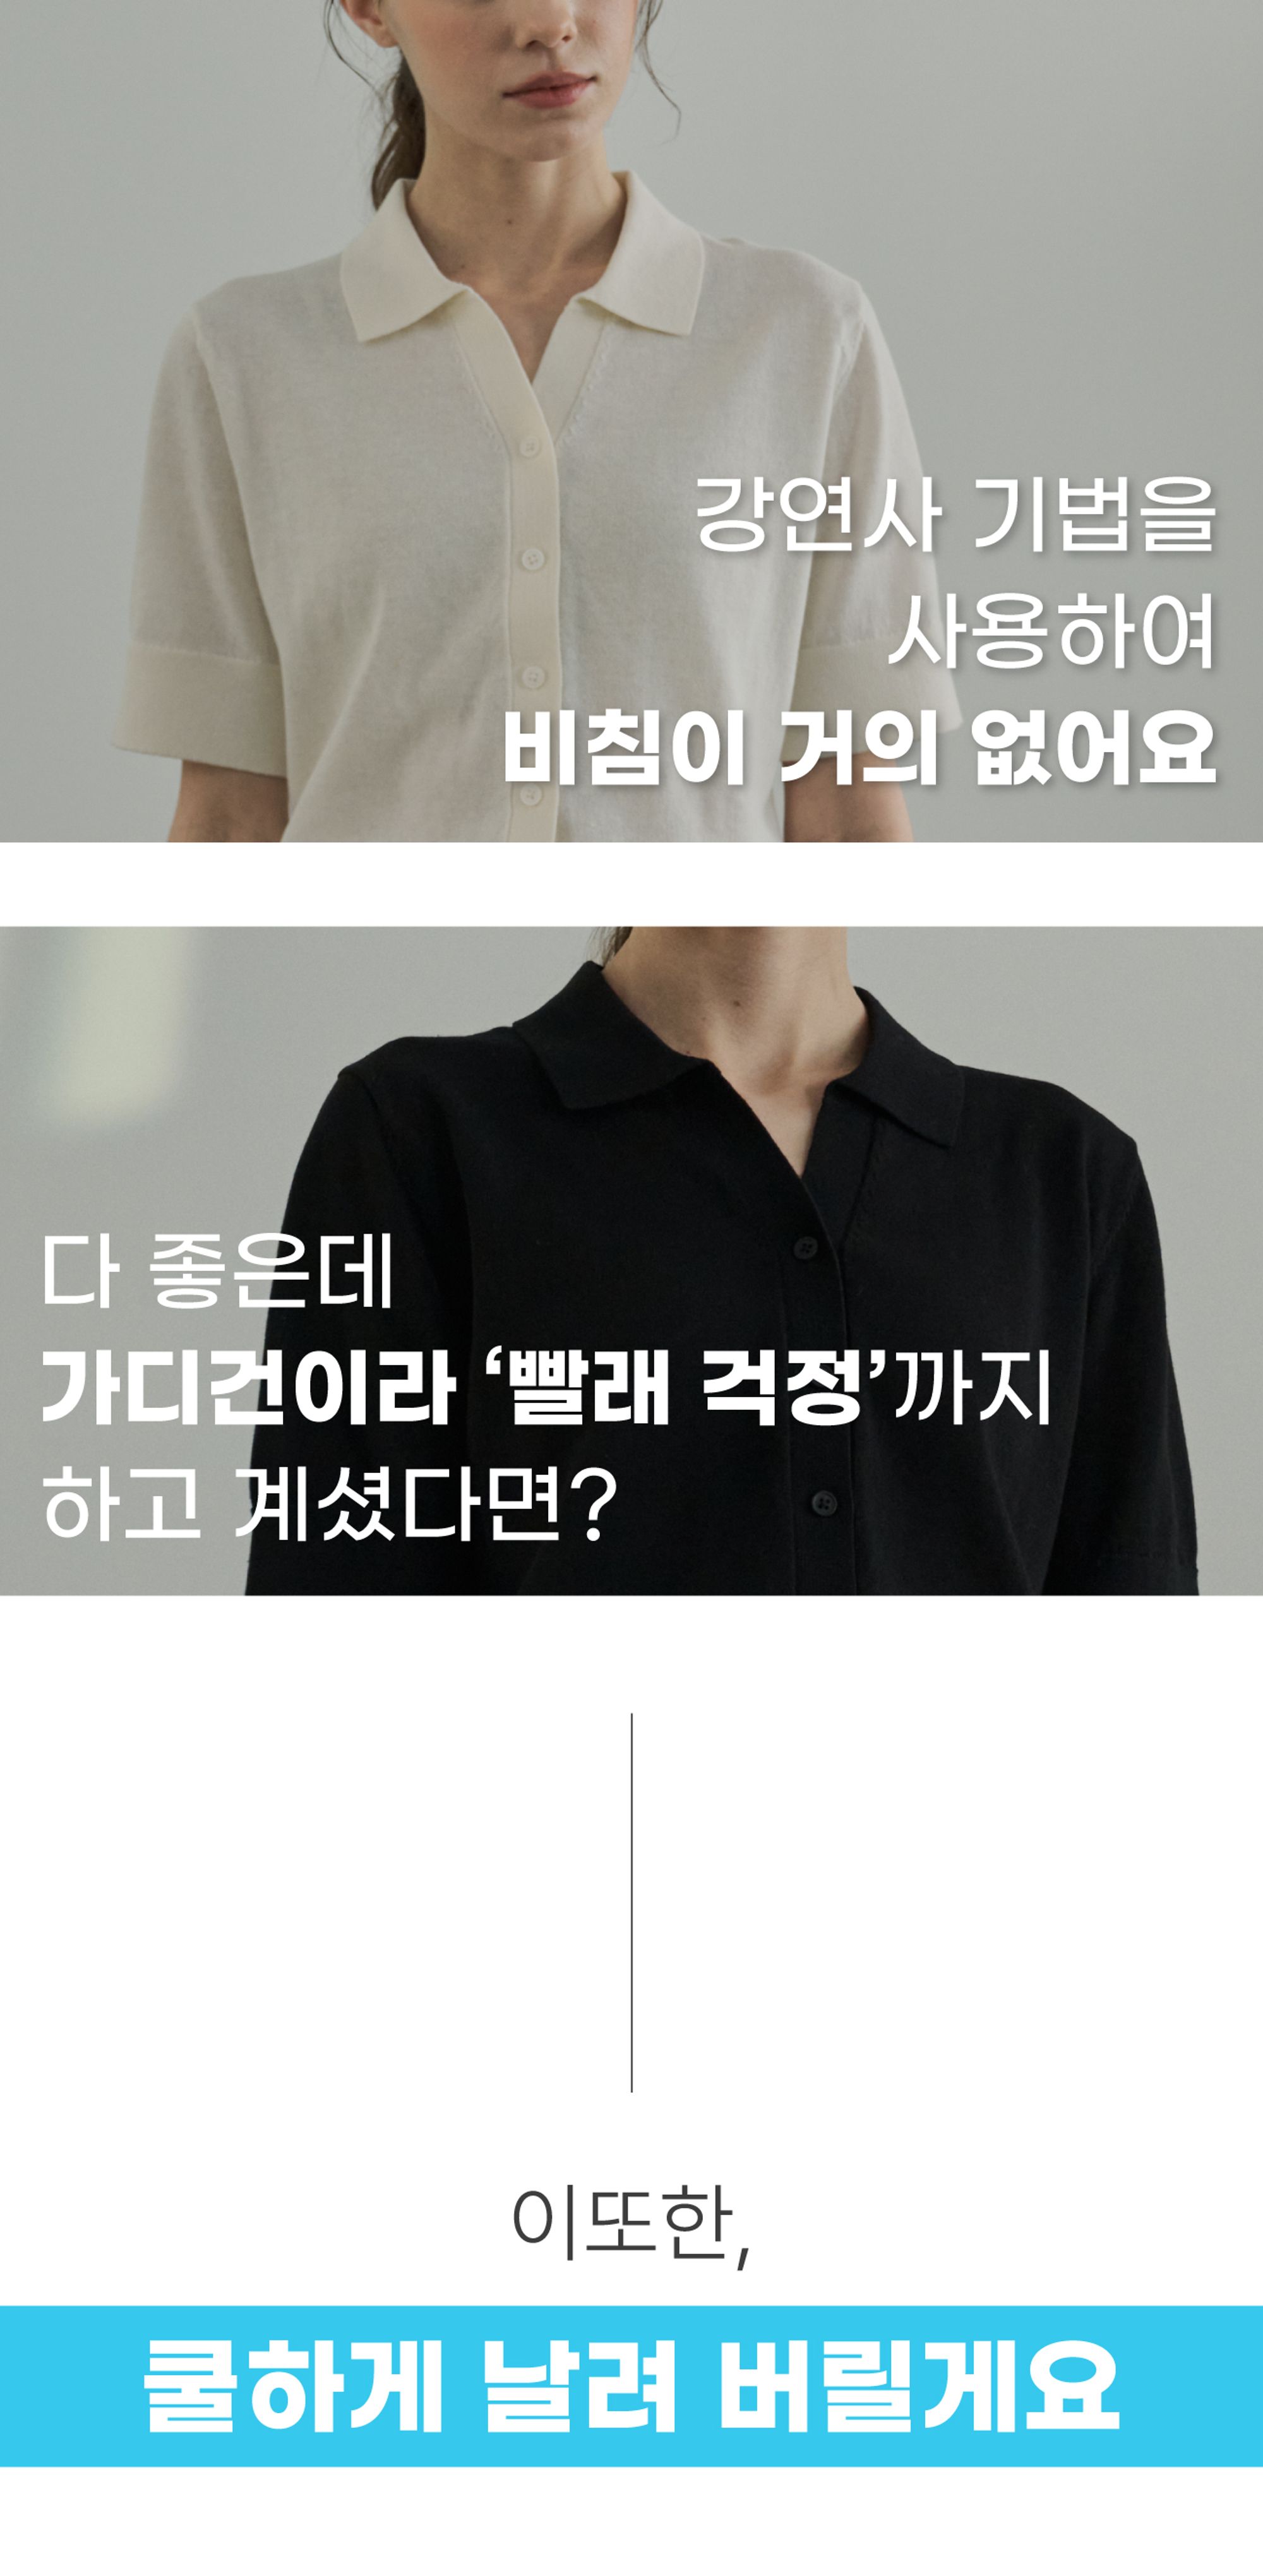 강연사 기법을
사용하여
비침이 거의 없어요
다 좋은데
가디건이라 ‘빨래 걱정’까지
하고 계셨다면?
이또한,
쿨하게 날려 버릴게요